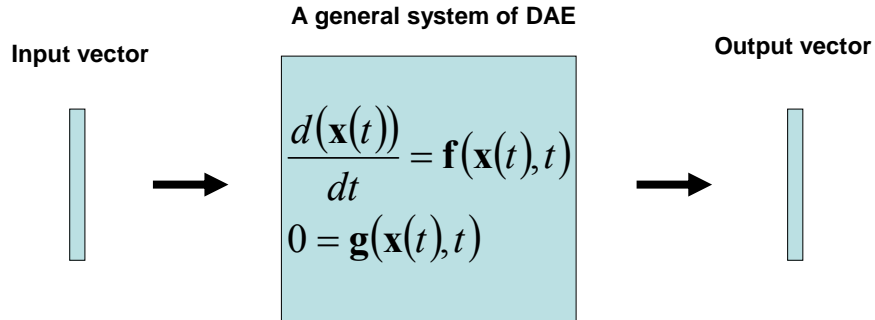 A general system of DAE
Input vector
Output vector
d(x(t))/dt = f(x(t),t)
0 = g(x(t),t)